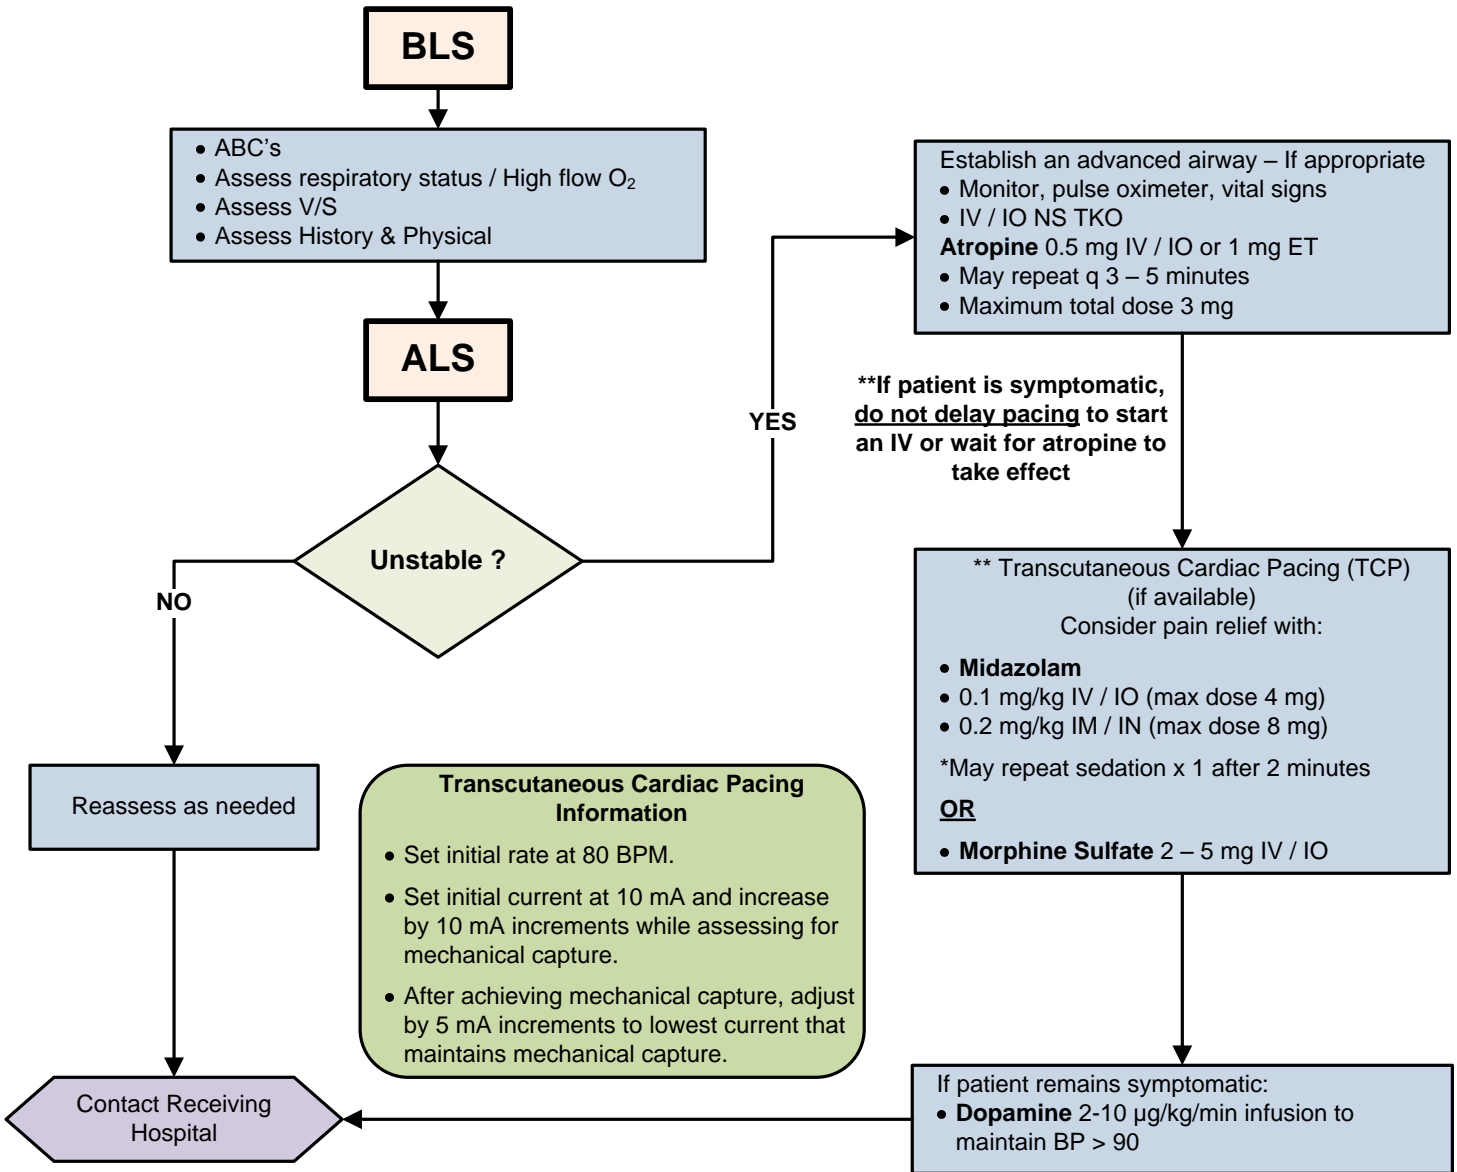 BLS
• ABC’s
• Assess respiratory status / High flow O₂
• Assess V/S
• Assess History & Physical
ALS
Unstable ?
YES
NO
Establish an advanced airway – If appropriate
• Monitor, pulse oximeter, vital signs
• IV / IO NS TKO
Atropine 0.5 mg IV / IO or 1 mg ET
• May repeat q 3 – 5 minutes
• Maximum total dose 3 mg
**If patient is symptomatic,
do not delay pacing to start
an IV or wait for atropine to
take effect
** Transcutaneous Cardiac Pacing (TCP)
(if available)
Consider pain relief with:
• Midazolam
• 0.1 mg/kg IV / IO (max dose 4 mg)
• 0.2 mg/kg IM / IN (max dose 8 mg)
*May repeat sedation x 1 after 2 minutes
OR
• Morphine Sulfate 2 – 5 mg IV / IO
Reassess as needed
Transcutaneous Cardiac Pacing
Information
• Set initial rate at 80 BPM.
• Set initial current at 10 mA and increase
by 10 mA increments while assessing for
mechanical capture.
• After achieving mechanical capture, adjust
by 5 mA increments to lowest current that
maintains mechanical capture.
If patient remains symptomatic:
• Dopamine 2-10 µg/kg/min infusion to
maintain BP > 90
Contact Receiving
Hospital